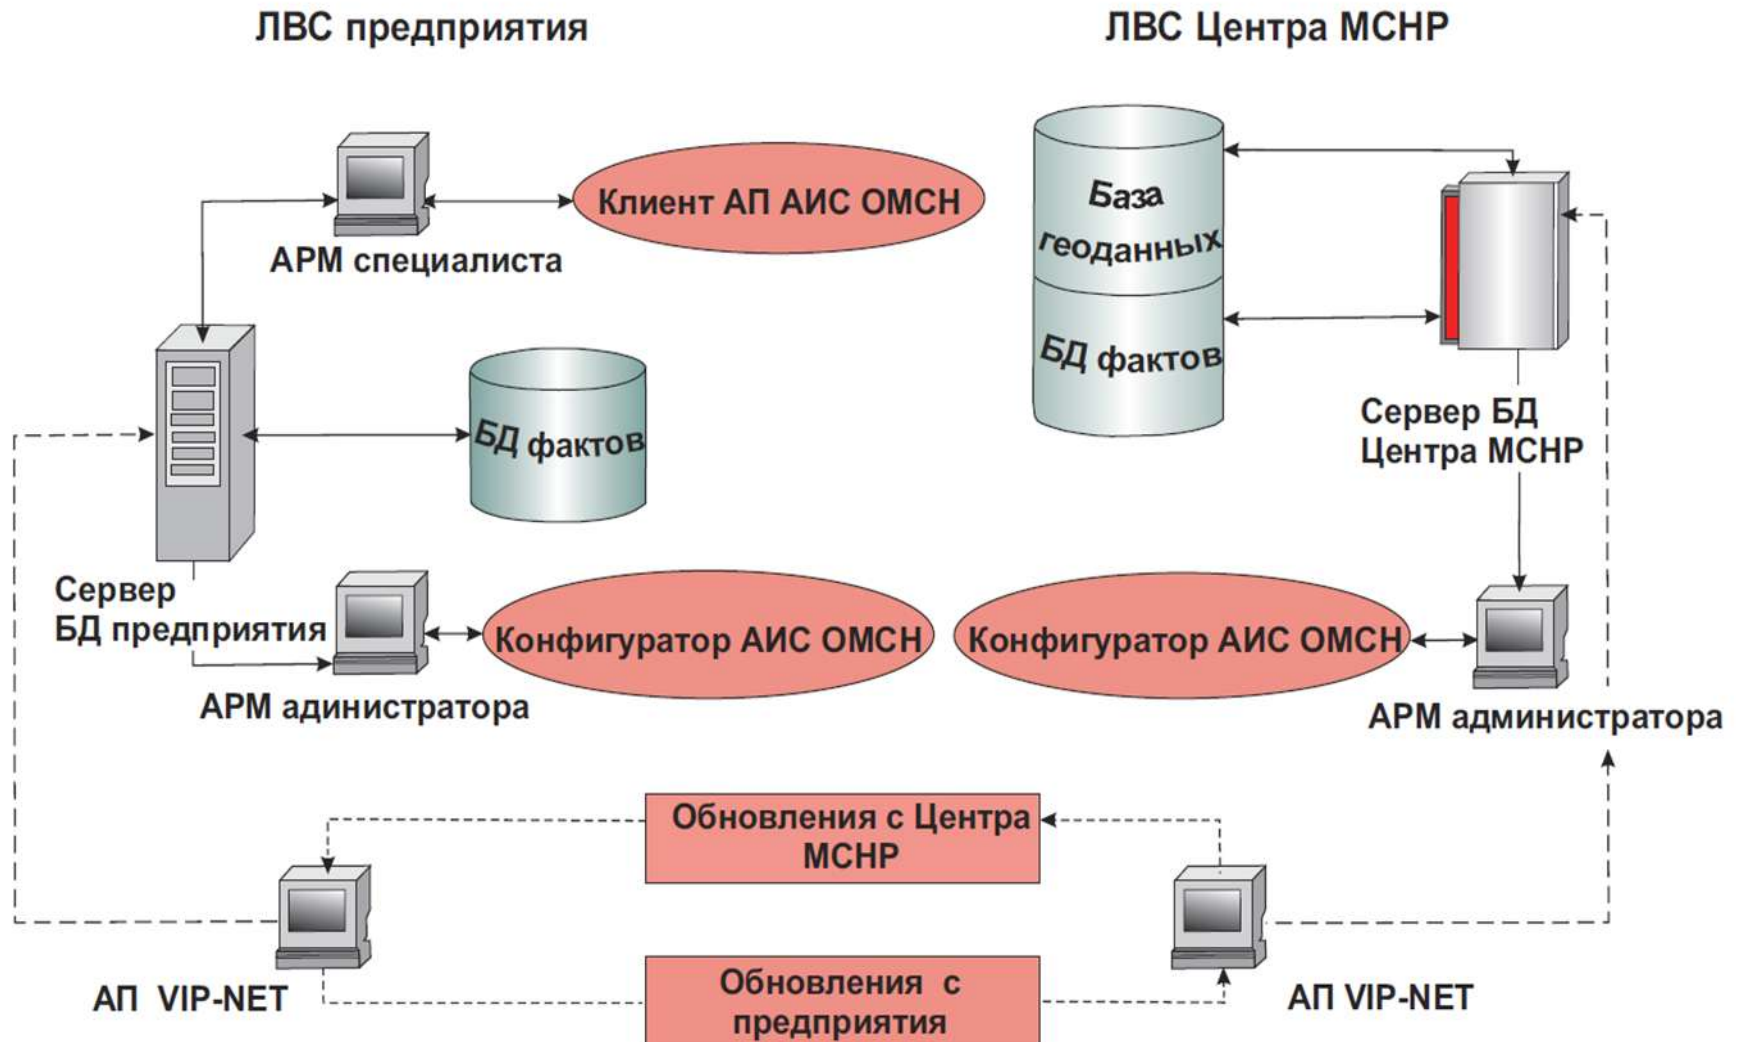 ЛВС предприятия
ЛВС Центра МСНР
Клиент АП АИС ОМСН
АРМ специалиста
База
геоданных
БД фактов
БД фактов
Сервер БД
Центра МСНР
Сервер
БД предприятия
Конфигуратор АИС ОМСН
Конфигуратор АИС ОМСН
АРМ адинистратора
АРМ администратора
Обновления с Центра
МСНР
АП VIP-NET
Обновления с
предприятия
АП VIP-NET